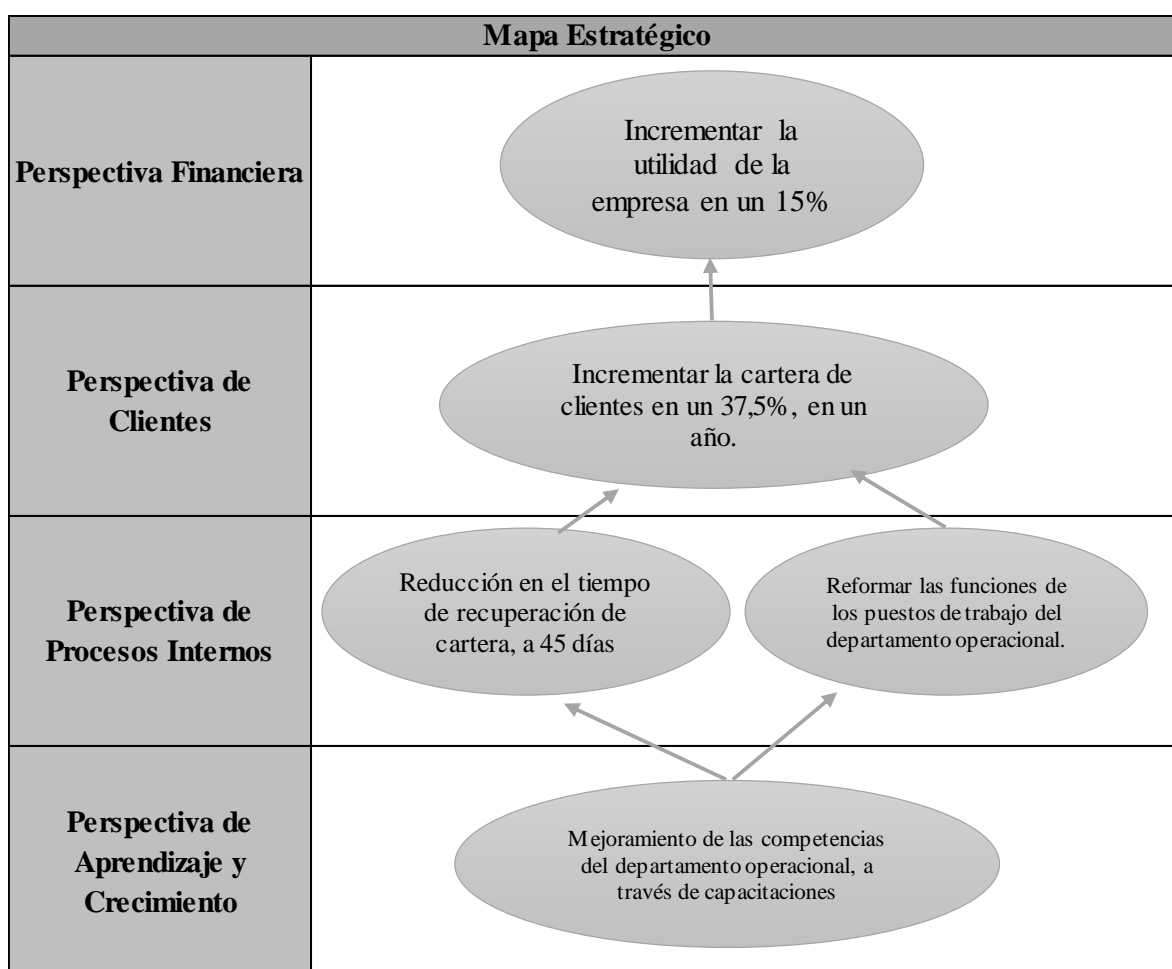 Mapa Estratégico
Perspectiva Financiera
Incrementar la
utilidad de la
empresa en un 15%
Perspectiva de
Clientes
Incrementar la cartera de
clientes en un 37,5%, en un
año.
Perspectiva de
Procesos Internos
Reducción en el tiempo
de recuperación de
cartera, a 45 días
Reformar las funciones de
los puestos de trabajo del
departamento operacional.
Perspectiva de
Aprendizaje y
Crecimiento
Mejoramiento de las competencias
del departamento operacional, a
través de capacitaciones